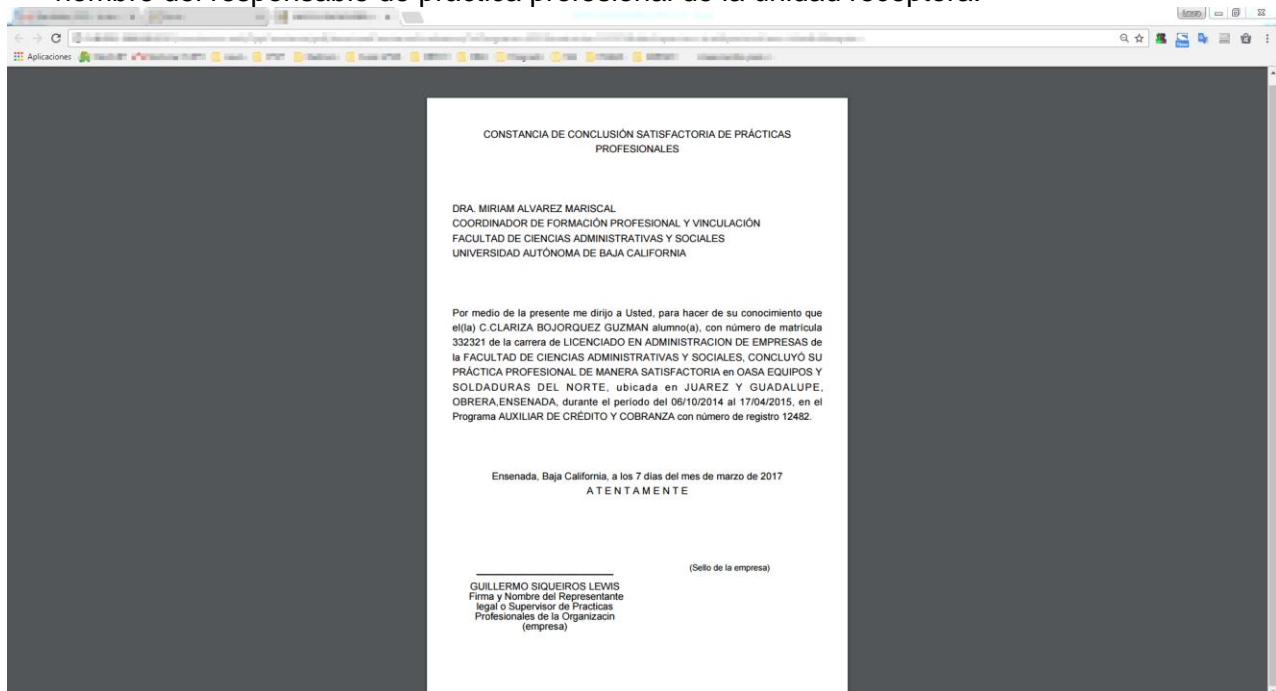 nombre del responsable de práctica profesional de la unidad receptora.
Aplicaciones
CONSTANCIA DE CONCLUSIÓN SATISFACTORIA DE PRÁCTICAS
PROFESIONALES
DRA. MIRIAM ALVAREZ MARISCAL
COORDINADOR DE FORMACIÓN PROFESIONAL Y VINCULACIÓN
FACULTAD DE CIENCIAS ADMINISTRATIVAS Y SOCIALES
UNIVERSIDAD AUTÓNOMA DE BAJA CALIFORNIA
Por medio de la presente me dirijo a Usted, para hacer de su conocimiento que
el(la) C.CLARIZA BOJORQUEZ GUZMAN alumno(a), con número de matrícula
332321 de la carrera de LICENCIADO EN ADMINISTRACION DE EMPRESAS de
la FACULTAD DE CIENCIAS ADMINISTRATIVAS Y SOCIALES, CONCLUYÓ SU
PRÁCTICA PROFESIONAL DE MANERA SATISFACTORIA en OASA EQUIPOS Y
SOLDADURAS DEL NORTE, ubicada en JUAREZ Y GUADALUPE,
OBRERA,ENSENADA, durante el periodo del 06/10/2014 al 17/04/2015, en el
Programa AUXILIAR DE CRÉDITO Y COBRANZA con número de registro 12482.
Ensenada, Baja California, a los 7 días del mes de marzo de 2017
A T E N T A M E N T E
(Sello de la empresa)
GUILLERMO SIQUEIROS LEWIS
Firma y Nombre del Representante
legal o Supervisor de Practicas
Profesionales de la Organizacin
(empresa)